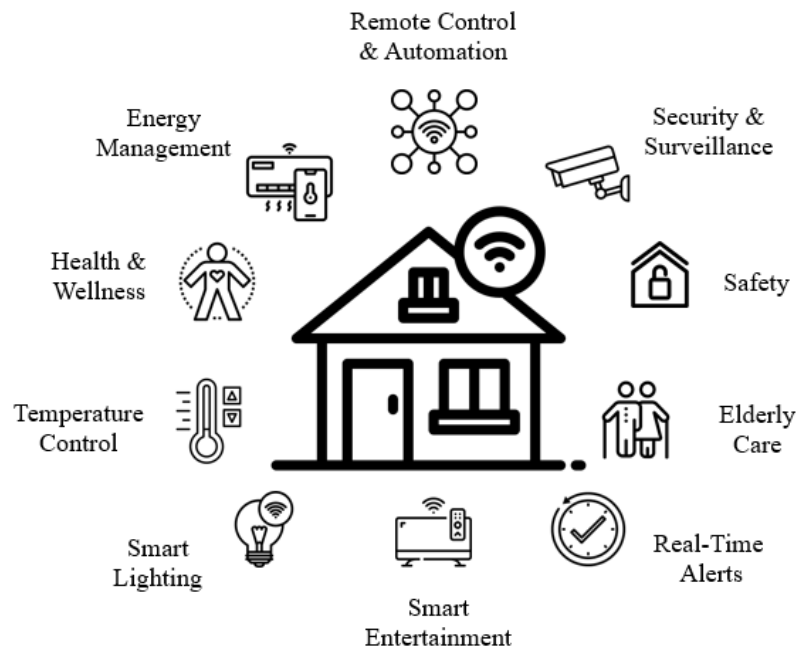 Remote Control
& Automation
Energy
Management
Security &
Surveillance
Health &
Wellness
Safety
Temperature
Control
Elderly
Care
Smart
Lighting
Real-Time
Alerts
Smart
Entertainment